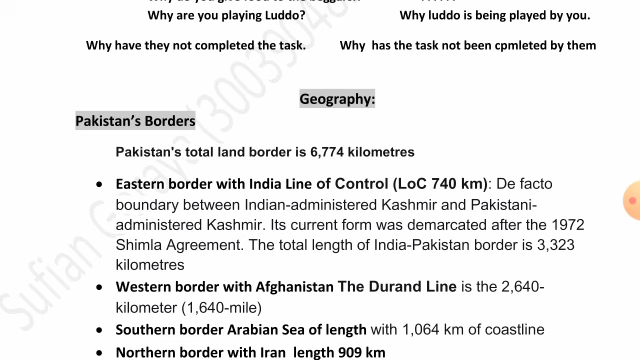 Why are you playing Luddo? Why luddo is being played by you.
Why have they not completed the task. Why has the task not been cpmleted by them
Geography:
Pakistan's Borders
Pakistan's total land border is 6,774 kilometres
• Eastern border with India Line of Control (LoC 740 km): De facto
boundary between Indian-administered Kashmir and Pakistani-
administered Kashmir. Its current form was demarcated after the 1972
Shimla Agreement. The total length of India-Pakistan border is 3,323
kilometres
• Western border with Afghanistan The Durand Line is the 2,640-
kilometer (1,640-mile)
• Southern border Arabian Sea of length with 1,064 km of coastline
• Northern border with Iran length 909 km